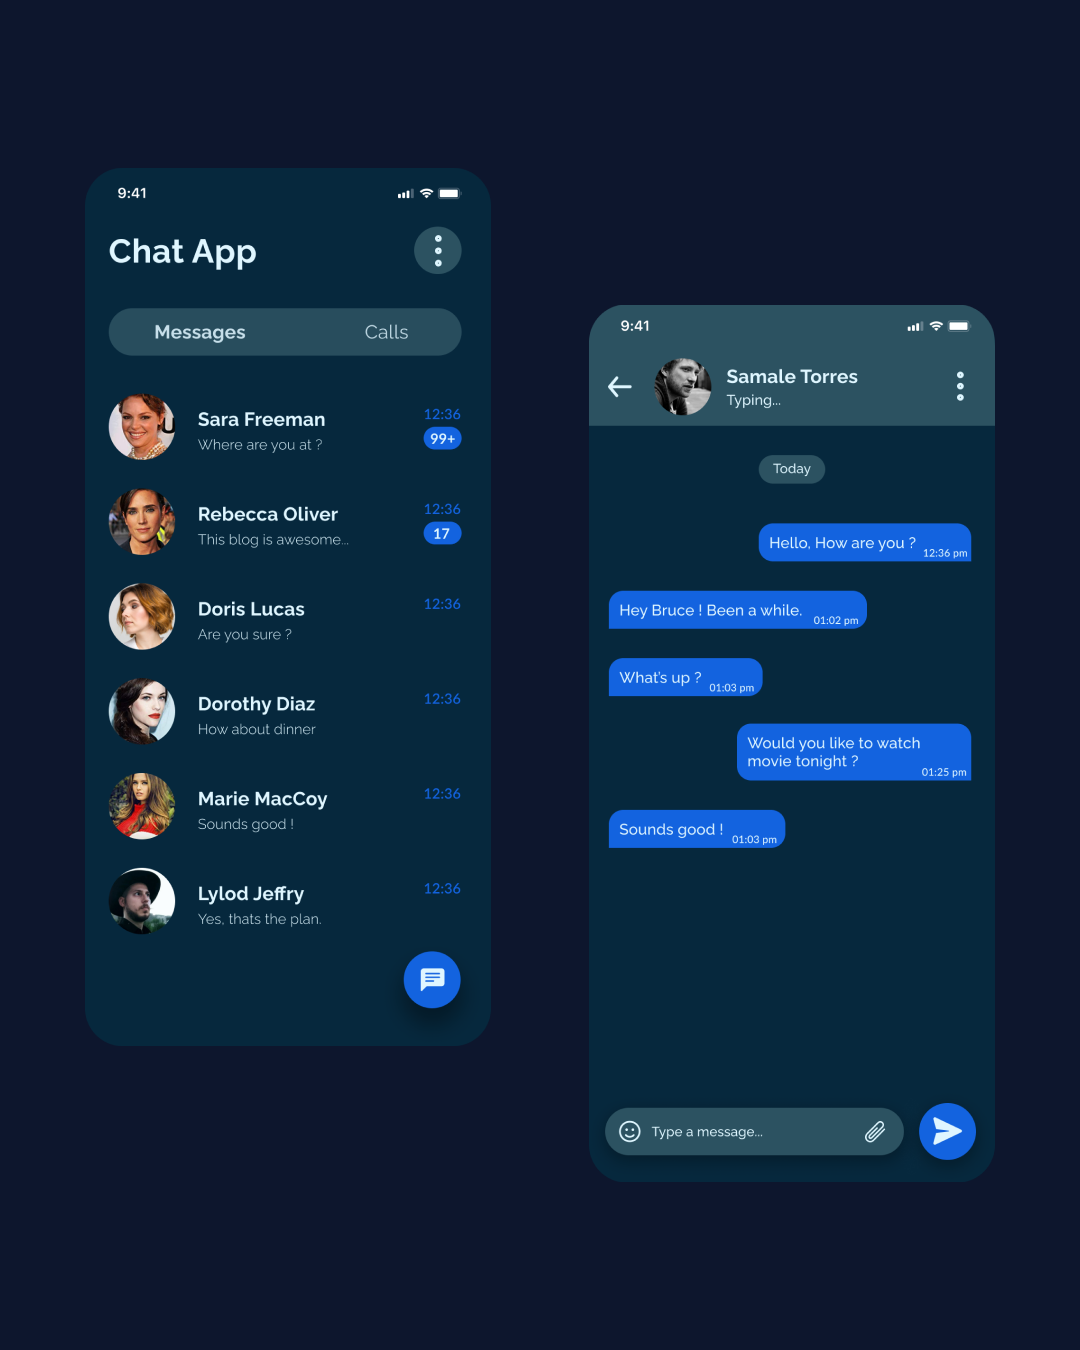 9:41
Chat App
Messages Calls
Sara Freeman 12:36
Where are you at ? 99+
Rebecca Oliver 12:36
This blog is awesome... 17
Doris Lucas 12:36
Are you sure ?
Dorothy Diaz 12:36
How about dinner
Marie MacCoy 12:36
Sounds good !
Lylod Jeffry 12:36
Yes, thats the plan.
9:41
Samale Torres
Typing...
Today
Hello, How are you ? 12:36 pm
Hey Bruce ! Been a while. 01:02 pm
What's up ? 01:03 pm
Would you like to watch
movie tonight ?
01:25 pm
Sounds good ! 01:03 pm
Type a message...